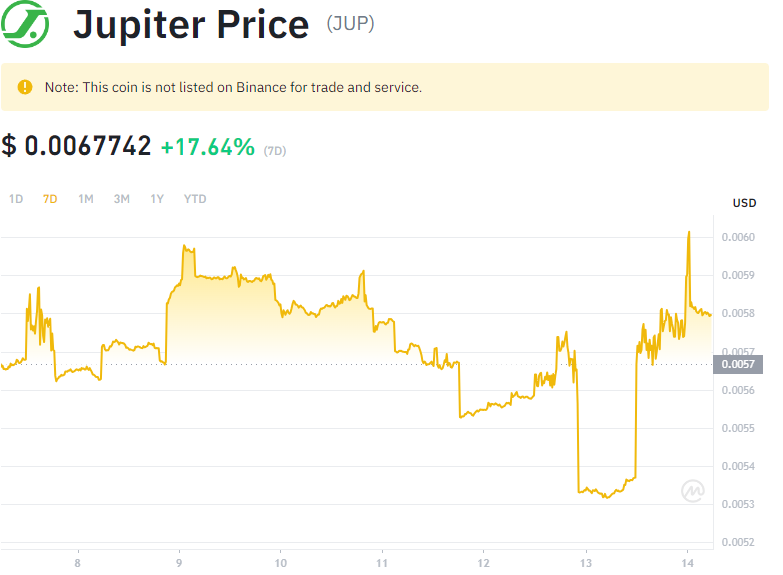 Jupiter Price (JUP)
Note: This coin is not listed on Binance for trade and service.
$ 0.0067742 +17.64% (7D)
1D 7D 1M 3M 1Y YTD
USD
0.0060
0.0059
0.0058
0.0057
0.0057
0.0056
0.0055
0.0054
0.0053
0.0052
8 9 10 11 12 13 14